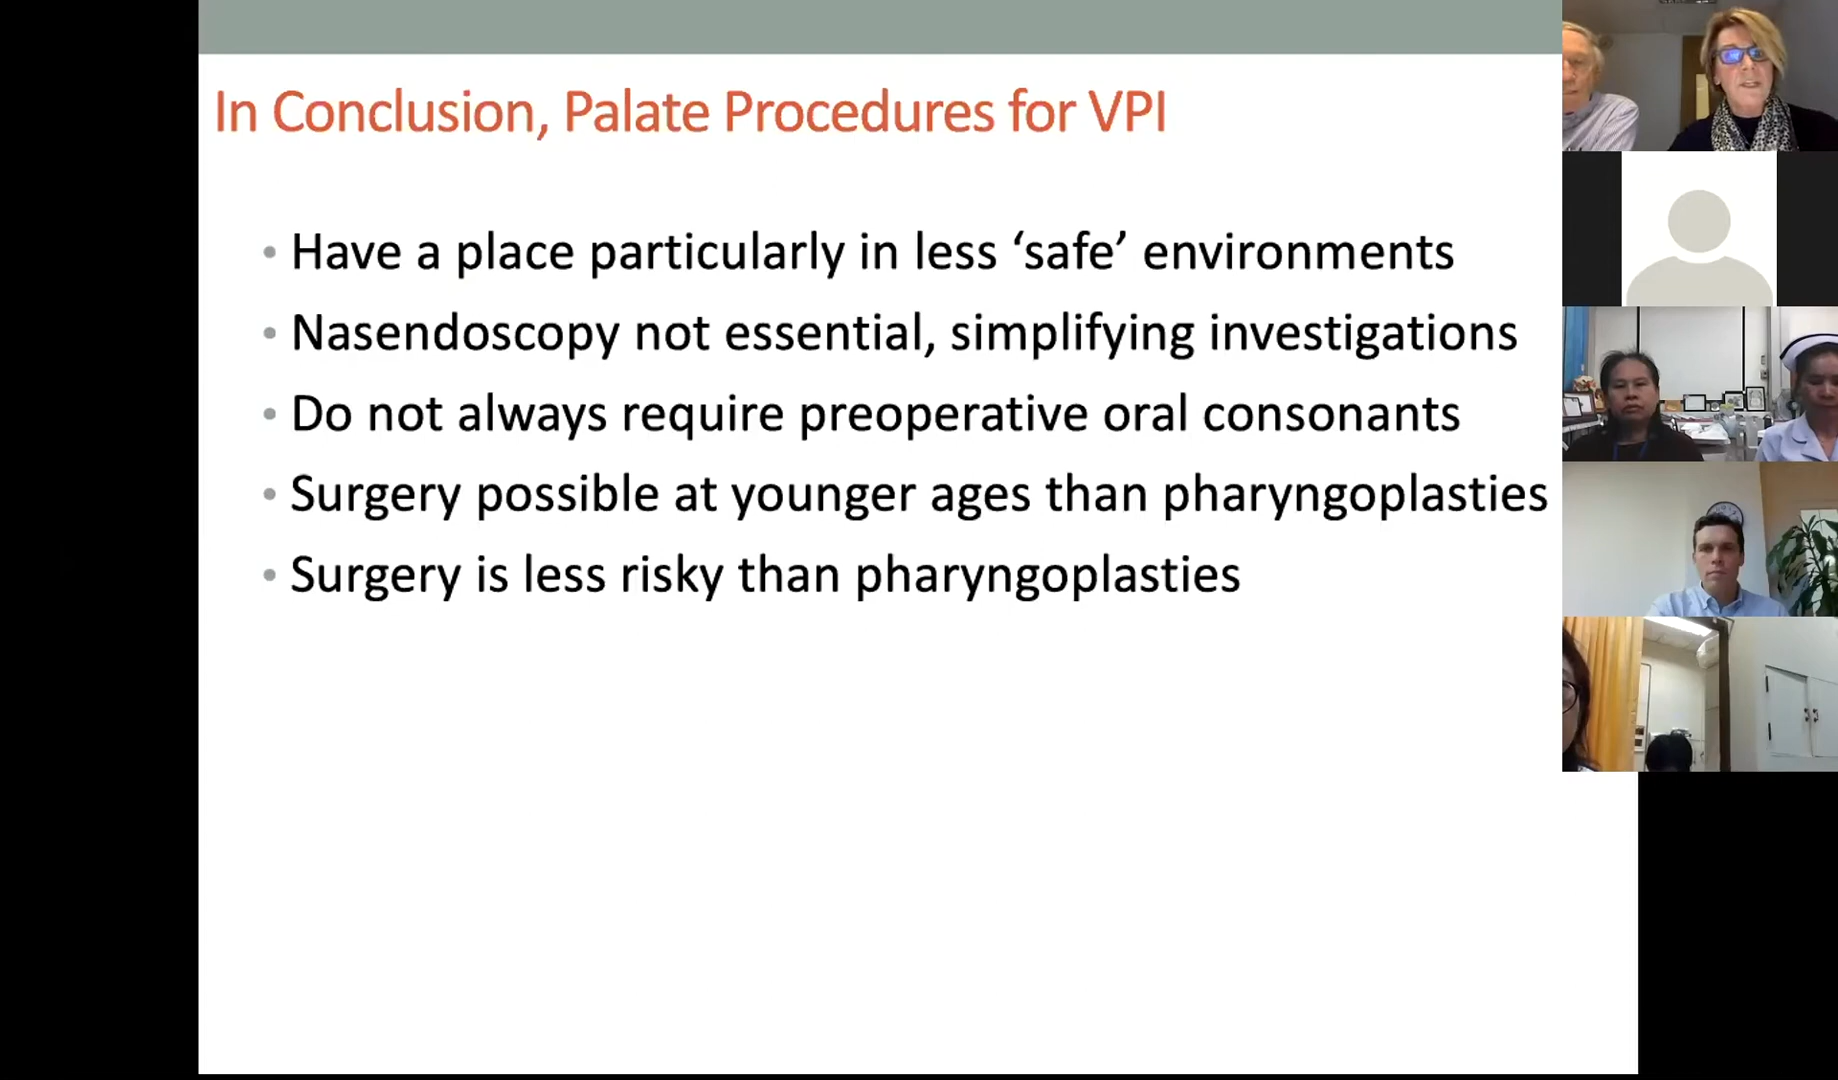 In Conclusion, Palate Procedures for VPI
• Have a place particularly in less ‘safe’ environments
• Nasendoscopy not essential, simplifying investigations
• Do not always require preoperative oral consonants
• Surgery possible at younger ages than pharyngoplasties
• Surgery is less risky than pharyngoplasties